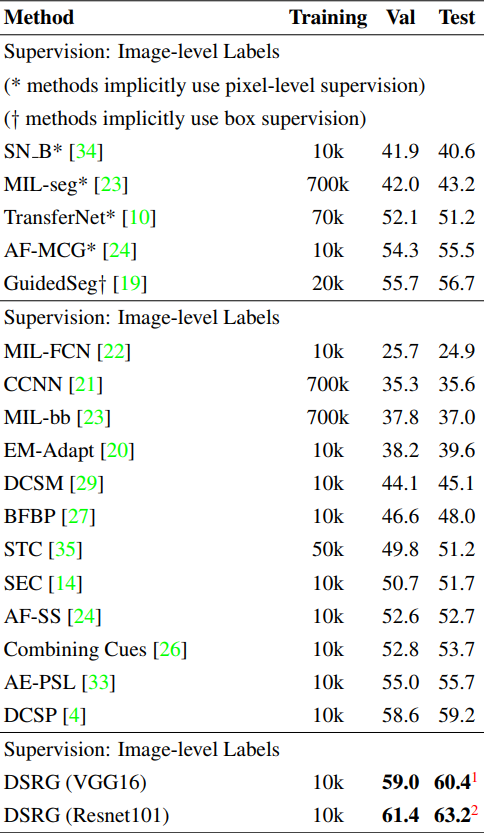 Method Training Val Test
Supervision: Image-level Labels
(* methods implicitly use pixel-level supervision)
(† methods implicitly use box supervision)
SN_B* [34] 10k 41.9 40.6
MIL-seg* [23] 700k 42.0 43.2
TransferNet* [10] 70k 52.1 51.2
AF-MCG* [24] 10k 54.3 55.5
GuidedSeg† [19] 20k 55.7 56.7
Supervision: Image-level Labels
MIL-FCN [22] 10k 25.7 24.9
CCNN [21] 700k 35.3 35.6
MIL-bb [23] 700k 37.8 37.0
EM-Adapt [20] 10k 38.2 39.6
DCSM [29] 10k 44.1 45.1
BFBP [27] 10k 46.6 48.0
STC [35] 50k 49.8 51.2
SEC [14] 10k 50.7 51.7
AF-SS [24] 10k 52.6 52.7
Combining Cues [26] 10k 52.8 53.7
AE-PSL [33] 10k 55.0 55.7
DCSP [4] 10k 58.6 59.2
Supervision: Image-level Labels
DSRG (VGG16) 10k 59.0 60.4¹
DSRG (Resnet101) 10k 61.4 63.2²